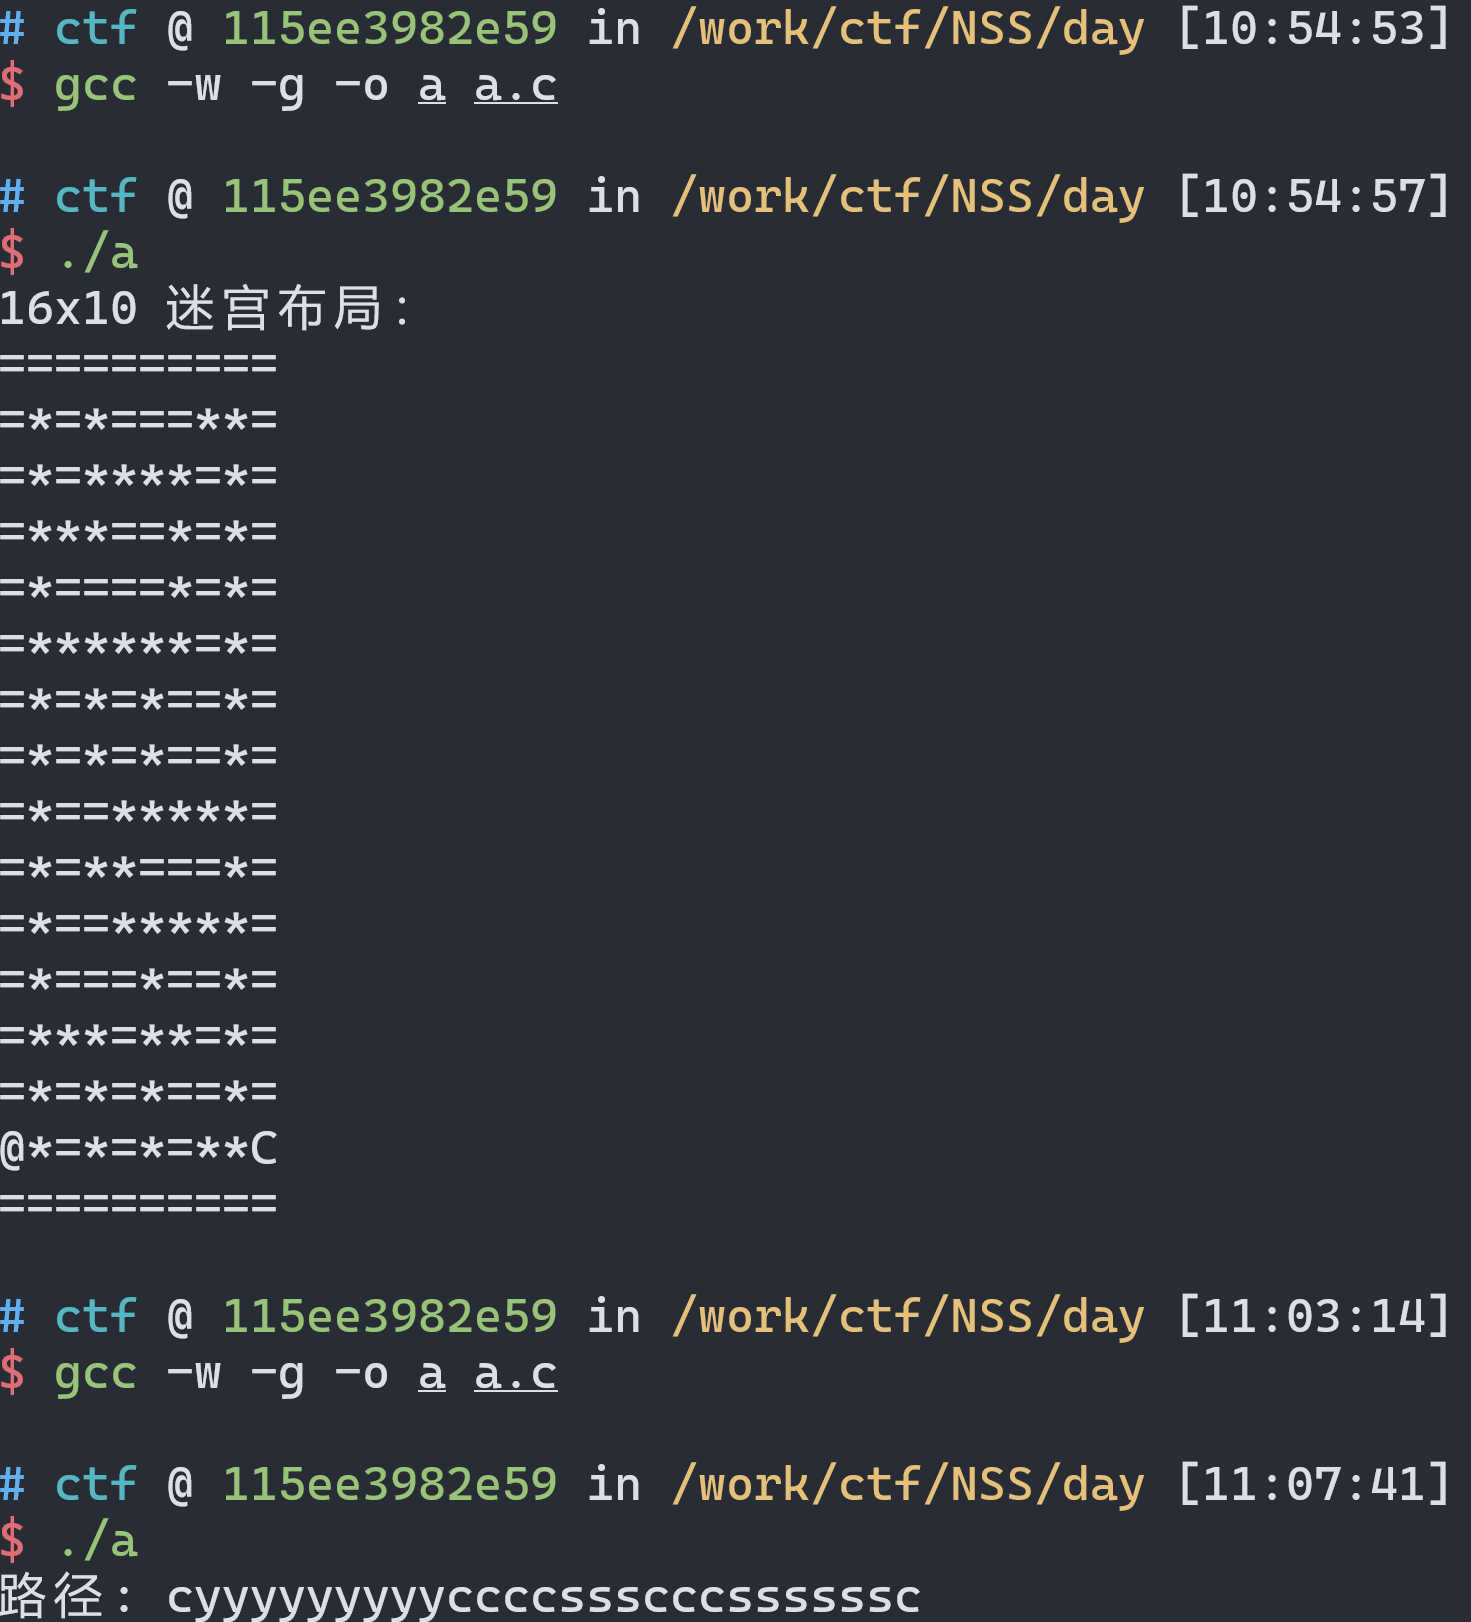 # ctf @ 115ee3982e59 in /work/ctf/NSS/day [10:54:53]
$ gcc -w -g -o a a.c
# ctf @ 115ee3982e59 in /work/ctf/NSS/day [10:54:57]
$ ./a
16x10 迷宫布局:
==========
=*=*===**=
=*=****=*=
=***==*=*=
=*====*=*=
=******=*=
=*=*=*==*=
=*=*=*==*=
=*==*****=
=*=**===*=
=*==*****=
=*===*==*=
=***=**=*=
=*=*=*==*=
@*=*=*=**C
==========
# ctf @ 115ee3982e59 in /work/ctf/NSS/day [11:03:14]
$ gcc -w -g -o a a.c
# ctf @ 115ee3982e59 in /work/ctf/NSS/day [11:07:41]
$ ./a
路径: cyyyyyyyyyccccssscccssssssc